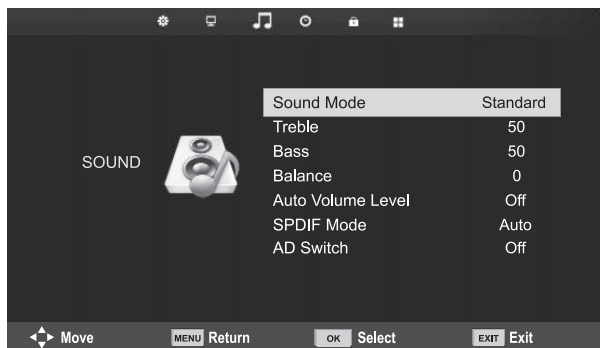 Sound Mode Standard
Treble 50
Bass 50
SOUND
Balance 0
Auto Volume Level Off
SPDIF Mode Auto
AD Switch Off
Move MENU Return OK Select EXIT Exit